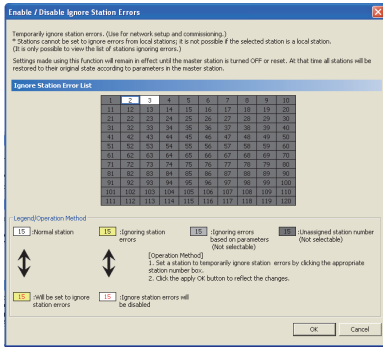 Enable / Disable Ignore Station Errors
Temporarily ignore station errors. (Use for network setup and commissioning.)
* Stations cannot be set to ignore errors from local stations; it is not possible if the selected station is a local station.
(It is only possible to view the list of stations ignoring errors.)
Settings made using this function will remain in effect until the master station is turned OFF or reset. At that time all stations will be
restored to their original state according to parameters in the master station.
Ignore Station Error List
1 2 3 4 5 6 7 8 9 10
11 12 13 14 15 16 17 18 19 20
21 22 23 24 25 26 27 28 29 30
31 32 33 34 35 36 37 38 39 40
41 42 43 44 45 46 47 48 49 50
51 52 53 54 55 56 57 58 59 60
61 62 63 64 65 66 67 68 69 70
71 72 73 74 75 76 77 78 79 80
81 82 83 84 85 86 87 88 89 90
91 92 93 94 95 96 97 98 99 100
101 102 103 104 105 106 107 108 109 110
111 112 113 114 115 116 117 118 119 120
Legend/Operation Method
15 :Normal station
15 :Ignoring station errors
15 :Ignoring errors based on parameters (Not selectable)
15 :Unassigned station number (Not selectable)
[Operation Method]
1. Set a station to temporarily ignore station errors by clicking the appropriate
station number box.
2. Click the apply OK button to reflect the changes.
15 :Will be set to ignore station errors
15 :Ignore station errors will be disabled
OK Cancel